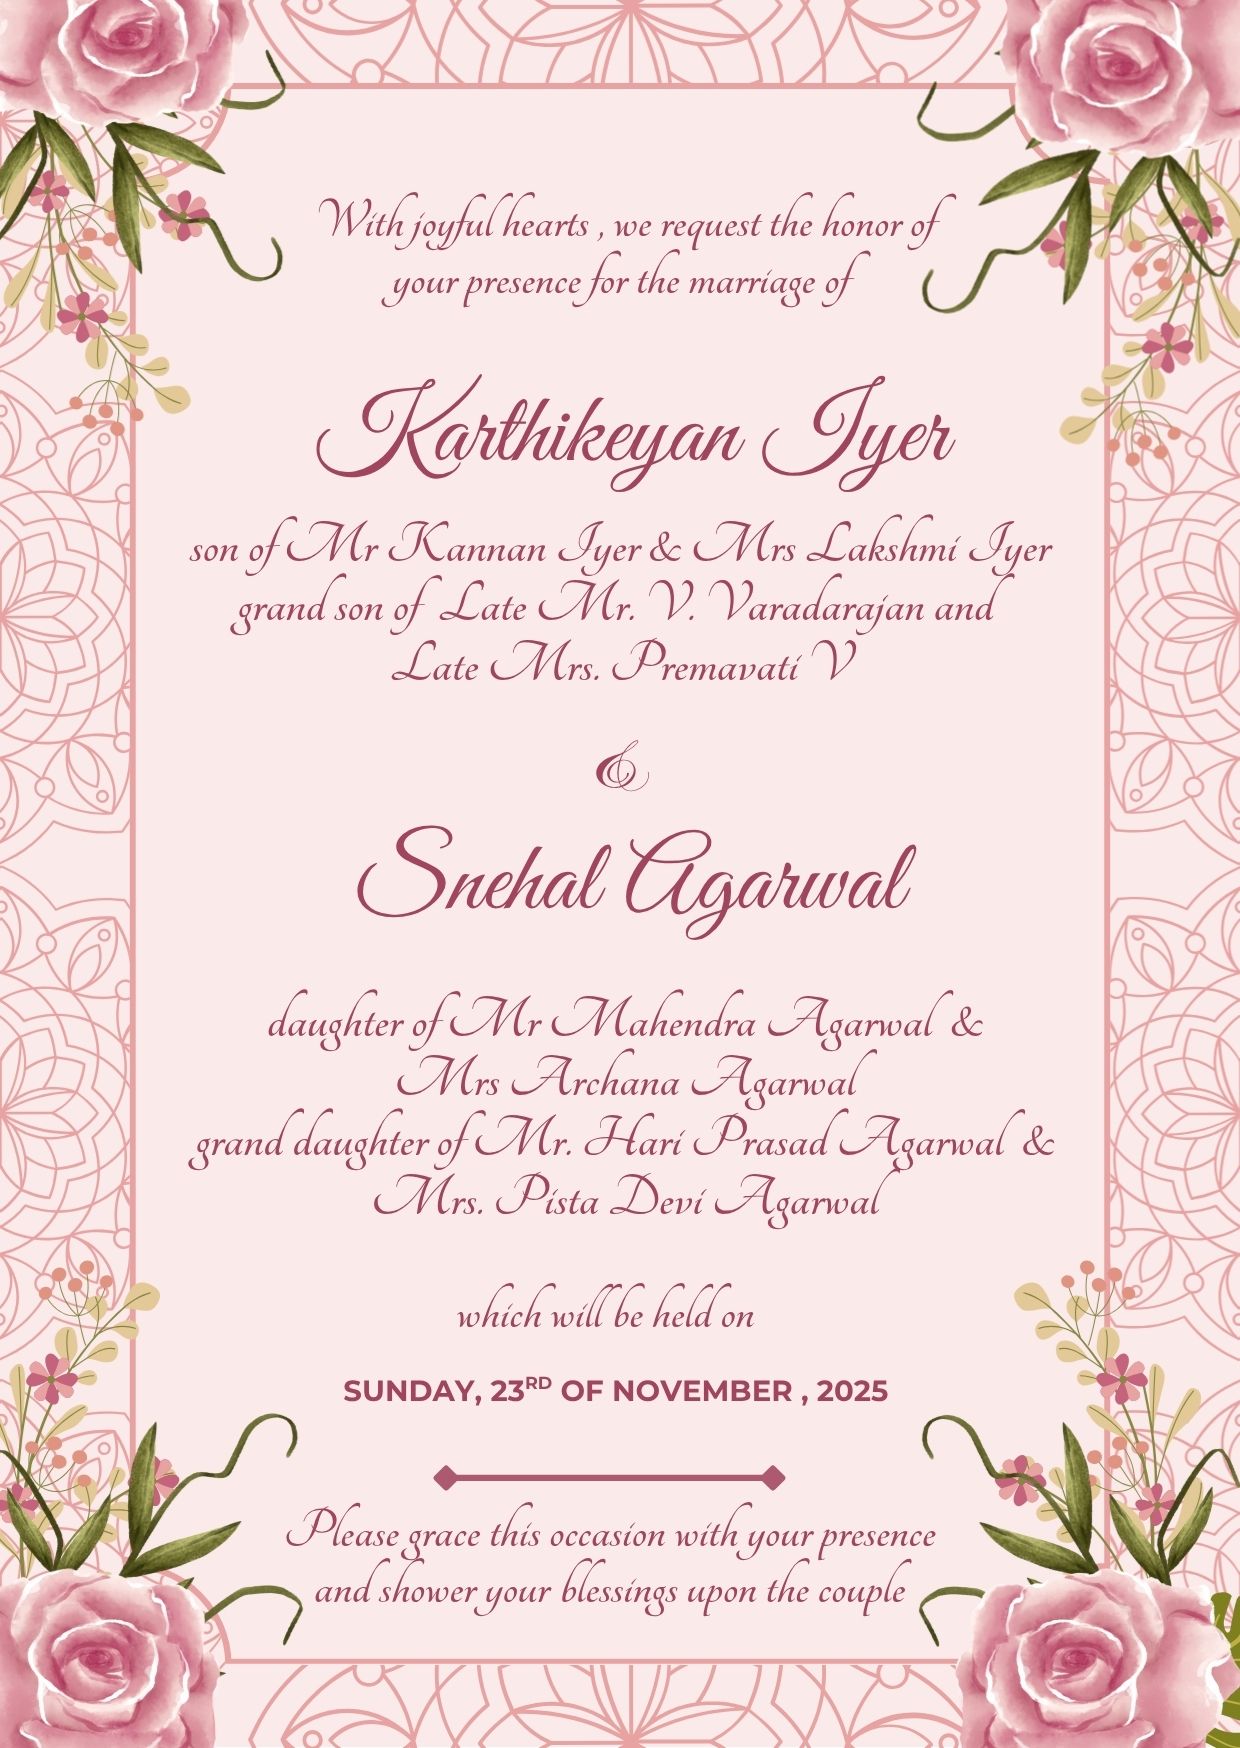 With joyful hearts , we request the honor of
your presence for the marriage of
Karthikeyan Iyer
son of Mr Kannan Iyer & Mrs Lakshmi Iyer
grand son of Late Mr. V. Varadarajan and
Late Mrs. Premavati V
&
Snehal Agarwal
daughter of Mr Mahendra Agarwal &
Mrs Archana Agarwal
grand daughter of Mr. Hari Prasad Agarwal &
Mrs. Pista Devi Agarwal
which will be held on
SUNDAY, 23RD OF NOVEMBER , 2025
Please grace this occasion with your presence
and shower your blessings upon the couple